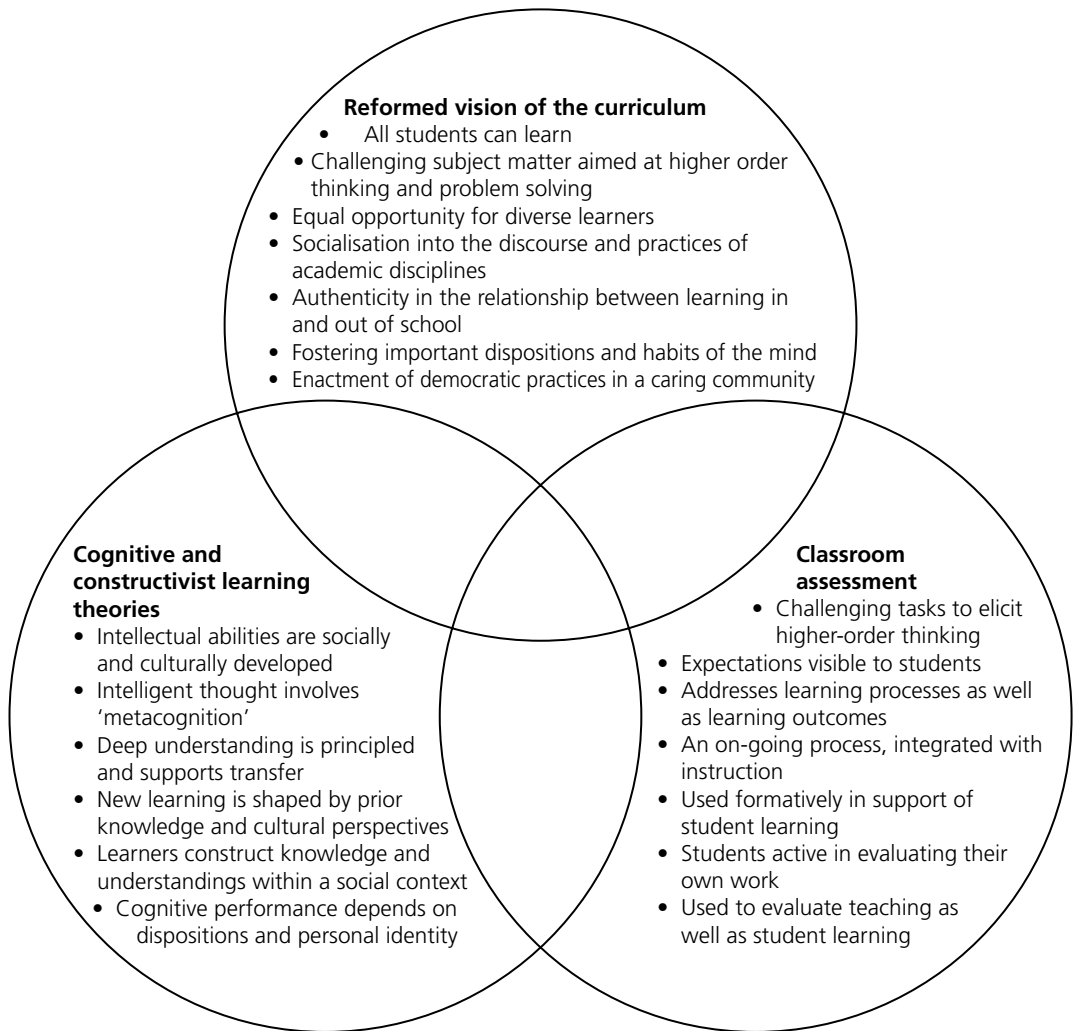 Reformed vision of the curriculum
• All students can learn
• Challenging subject matter aimed at higher order
thinking and problem solving
• Equal opportunity for diverse learners
• Socialisation into the discourse and practices of
academic disciplines
• Authenticity in the relationship between learning in
and out of school
• Fostering important dispositions and habits of the mind
• Enactment of democratic practices in a caring community
Cognitive and
constructivist learning
theories
• Intellectual abilities are socially
and culturally developed
• Intelligent thought involves
‘metacognition’
• Deep understanding is principled
and supports transfer
• New learning is shaped by prior
knowledge and cultural perspectives
• Learners construct knowledge and
understandings within a social context
• Cognitive performance depends on
dispositions and personal identity
Classroom
assessment
• Challenging tasks to elicit
higher-order thinking
• Expectations visible to students
• Addresses learning processes as well
as learning outcomes
• An on-going process, integrated with
instruction
• Used formatively in support of
student learning
• Students active in evaluating their
own work
• Used to evaluate teaching as
well as student learning